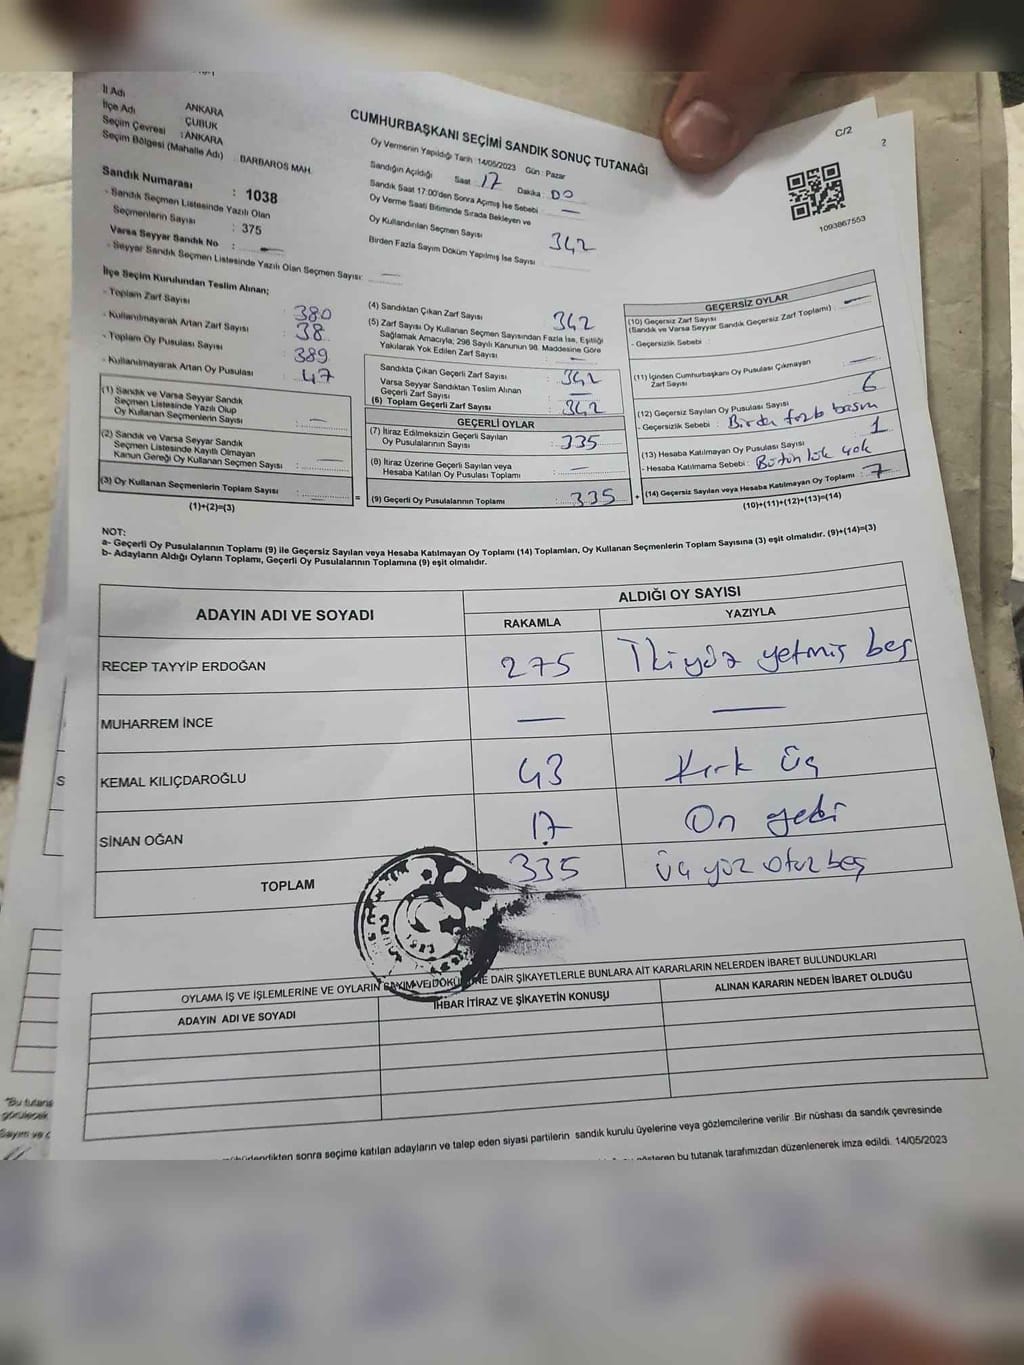 İl Adı
İlçe Adı ANKARA
Seçim Çevresi ÇUBUK
Seçim Bölgesi (Mahalle Adı) : ANKARA
BARBAROS MAH.
Sandık Numarası : 1038
- Sandık Seçmen Listesinde Yazılı Olan
Seçmenlerin Sayısı : 375
Varsa Seyyar Sandık No : —
- Seyyar Sandık Seçmen Listesinde Yazılı Olan Seçmen Sayısı: —
CUMHURBAŞKANI SEÇİMİ SANDIK SONUÇ TUTANAĞI
Oy Vermenin Yapıldığı Tarih : 14/05/2023 Gün : Pazar
Sandığın Açıldığı Saat : 17 Dakika : 00
Sandık Saat 17:00'den Sonra Açılmış İse Sebebi : —
Oy Verme Saati Bitiminde Sırada Bekleyen ve
Oy Kullandırılan Seçmen Sayısı 342
Birden Fazla Sayım Döküm Yapılmış İse Sayısı
C/2
?
1093867553
İlçe Seçim Kurulundan Teslim Alınan;
- Toplam Zarf Sayısı : 380
- Kullanılmayarak Artan Zarf Sayısı : 38
- Toplam Oy Pusulası Sayısı : 389
- Kullanılmayarak Artan Oy Pusulası : 47
(1) Sandık ve Varsa Seyyar Sandık
Seçmen Listesinde Yazılı Olup
Oy Kullanan Seçmenlerin Sayısı : —
(2) Sandık ve Varsa Seyyar Sandık
Seçmen Listesinde Kayıtlı Olmayan
Kanun Gereği Oy Kullanan Seçmen Sayısı : —
(3) Oy Kullanan Seçmenlerin Toplam Sayısı : —
(1)+(2)=(3)
(4) Sandıktan Çıkan Zarf Sayısı 342
(5) Zarf Sayısı Oy Kullanan Seçmen Sayısından Fazla İse, Eşitliği
Sağlamak Amacıyla; 298 Sayılı Kanunun 98. Maddesine Göre
Yakılarak Yok Edilen Zarf Sayısı : —
Sandıkta Çıkan Geçerli Zarf Sayısı : 342
Varsa Seyyar Sandıktan Teslim Alınan
Geçerli Zarf Sayısı : —
(6) Toplam Geçerli Zarf Sayısı : 342
GEÇERLİ OYLAR
(7) İtiraz Edilmeksizin Geçerli Sayılan
Oy Pusulasının Sayısı : 335
(8) İtiraz Üzerine Geçerli Sayılan veya
Hesaba Katılan Oy Pusulası Toplamı : —
(9) Geçerli Oy Pusulalarının Toplamı : 335
GEÇERSİZ OYLAR
(10) Geçersiz Zarf Sayısı
(Sandık ve Varsa Seyyar Sandık Geçersiz Zarf Toplamı) : —
- Geçersizlik Sebebi :
(11) İçinden Cumhurbaşkanı Oy Pusulası Çıkmayan
Zarf Sayısı : —
(12) Geçersiz Sayılan Oy Pusulası Sayısı : 6
- Geçersizlik Sebebi : Birden fazla basım
(13) Hesaba Katılmayan Oy Pusulası Sayısı : 1
- Hesaba Katılmama Sebebi : Bütünlük yok
(14) Geçersiz Sayılan veya Hesaba Katılmayan Oy Toplamı : 7
(10)+(11)+(12)+(13)=(14)
NOT:
a- Geçerli Oy Pusulalarının Toplamı (9) ile Geçersiz Sayılan veya Hesaba Katılmayan Oy Toplamı (14) Toplamları, Oy Kullanan Seçmenlerin Toplam Sayısına (3) eşit olmalıdır. (9)+(14)=(3)
b- Adayların Aldığı Oyların Toplamı, Geçerli Oy Pusulalarının Toplamına (9) eşit olmalıdır.
ADAYIN ADI VE SOYADI ALDIĞI OY SAYISI
RAKAMLA YAZIYLA
RECEP TAYYİP ERDOĞAN 275 İkiyüz yetmiş beş
MUHARREM İNCE — —
KEMAL KILIÇDAROĞLU 43 Kırk üç
SİNAN OĞAN 17 On yedi
TOPLAM 335 üç yüz otuz beş
OYLAMA İŞ VE İŞLEMLERİNE VE OYLARIN SAYIM VE DÖKÜMÜNE DAİR ŞİKAYETLERLE BUNLARA AİT KARARLARIN NELERDEN İBARET BULUNDUKLARI
ADAYIN ADI VE SOYADI İHBAR İTİRAZ VE ŞİKAYETİN KONUSU ALINAN KARARIN NEDEN İBARET OLDUĞU
"Bu tutana
görülecek
Sayım ve d
sonra seçime katılan adayların ve talep eden siyasi partilerin sandık kurulu üyelerine veya gözlemcilerine verilir. Bir nüshası da sandık çevresinde
gösteren bu tutanak tarafımızdan düzenlenerek imza edildi. 14/05/2023